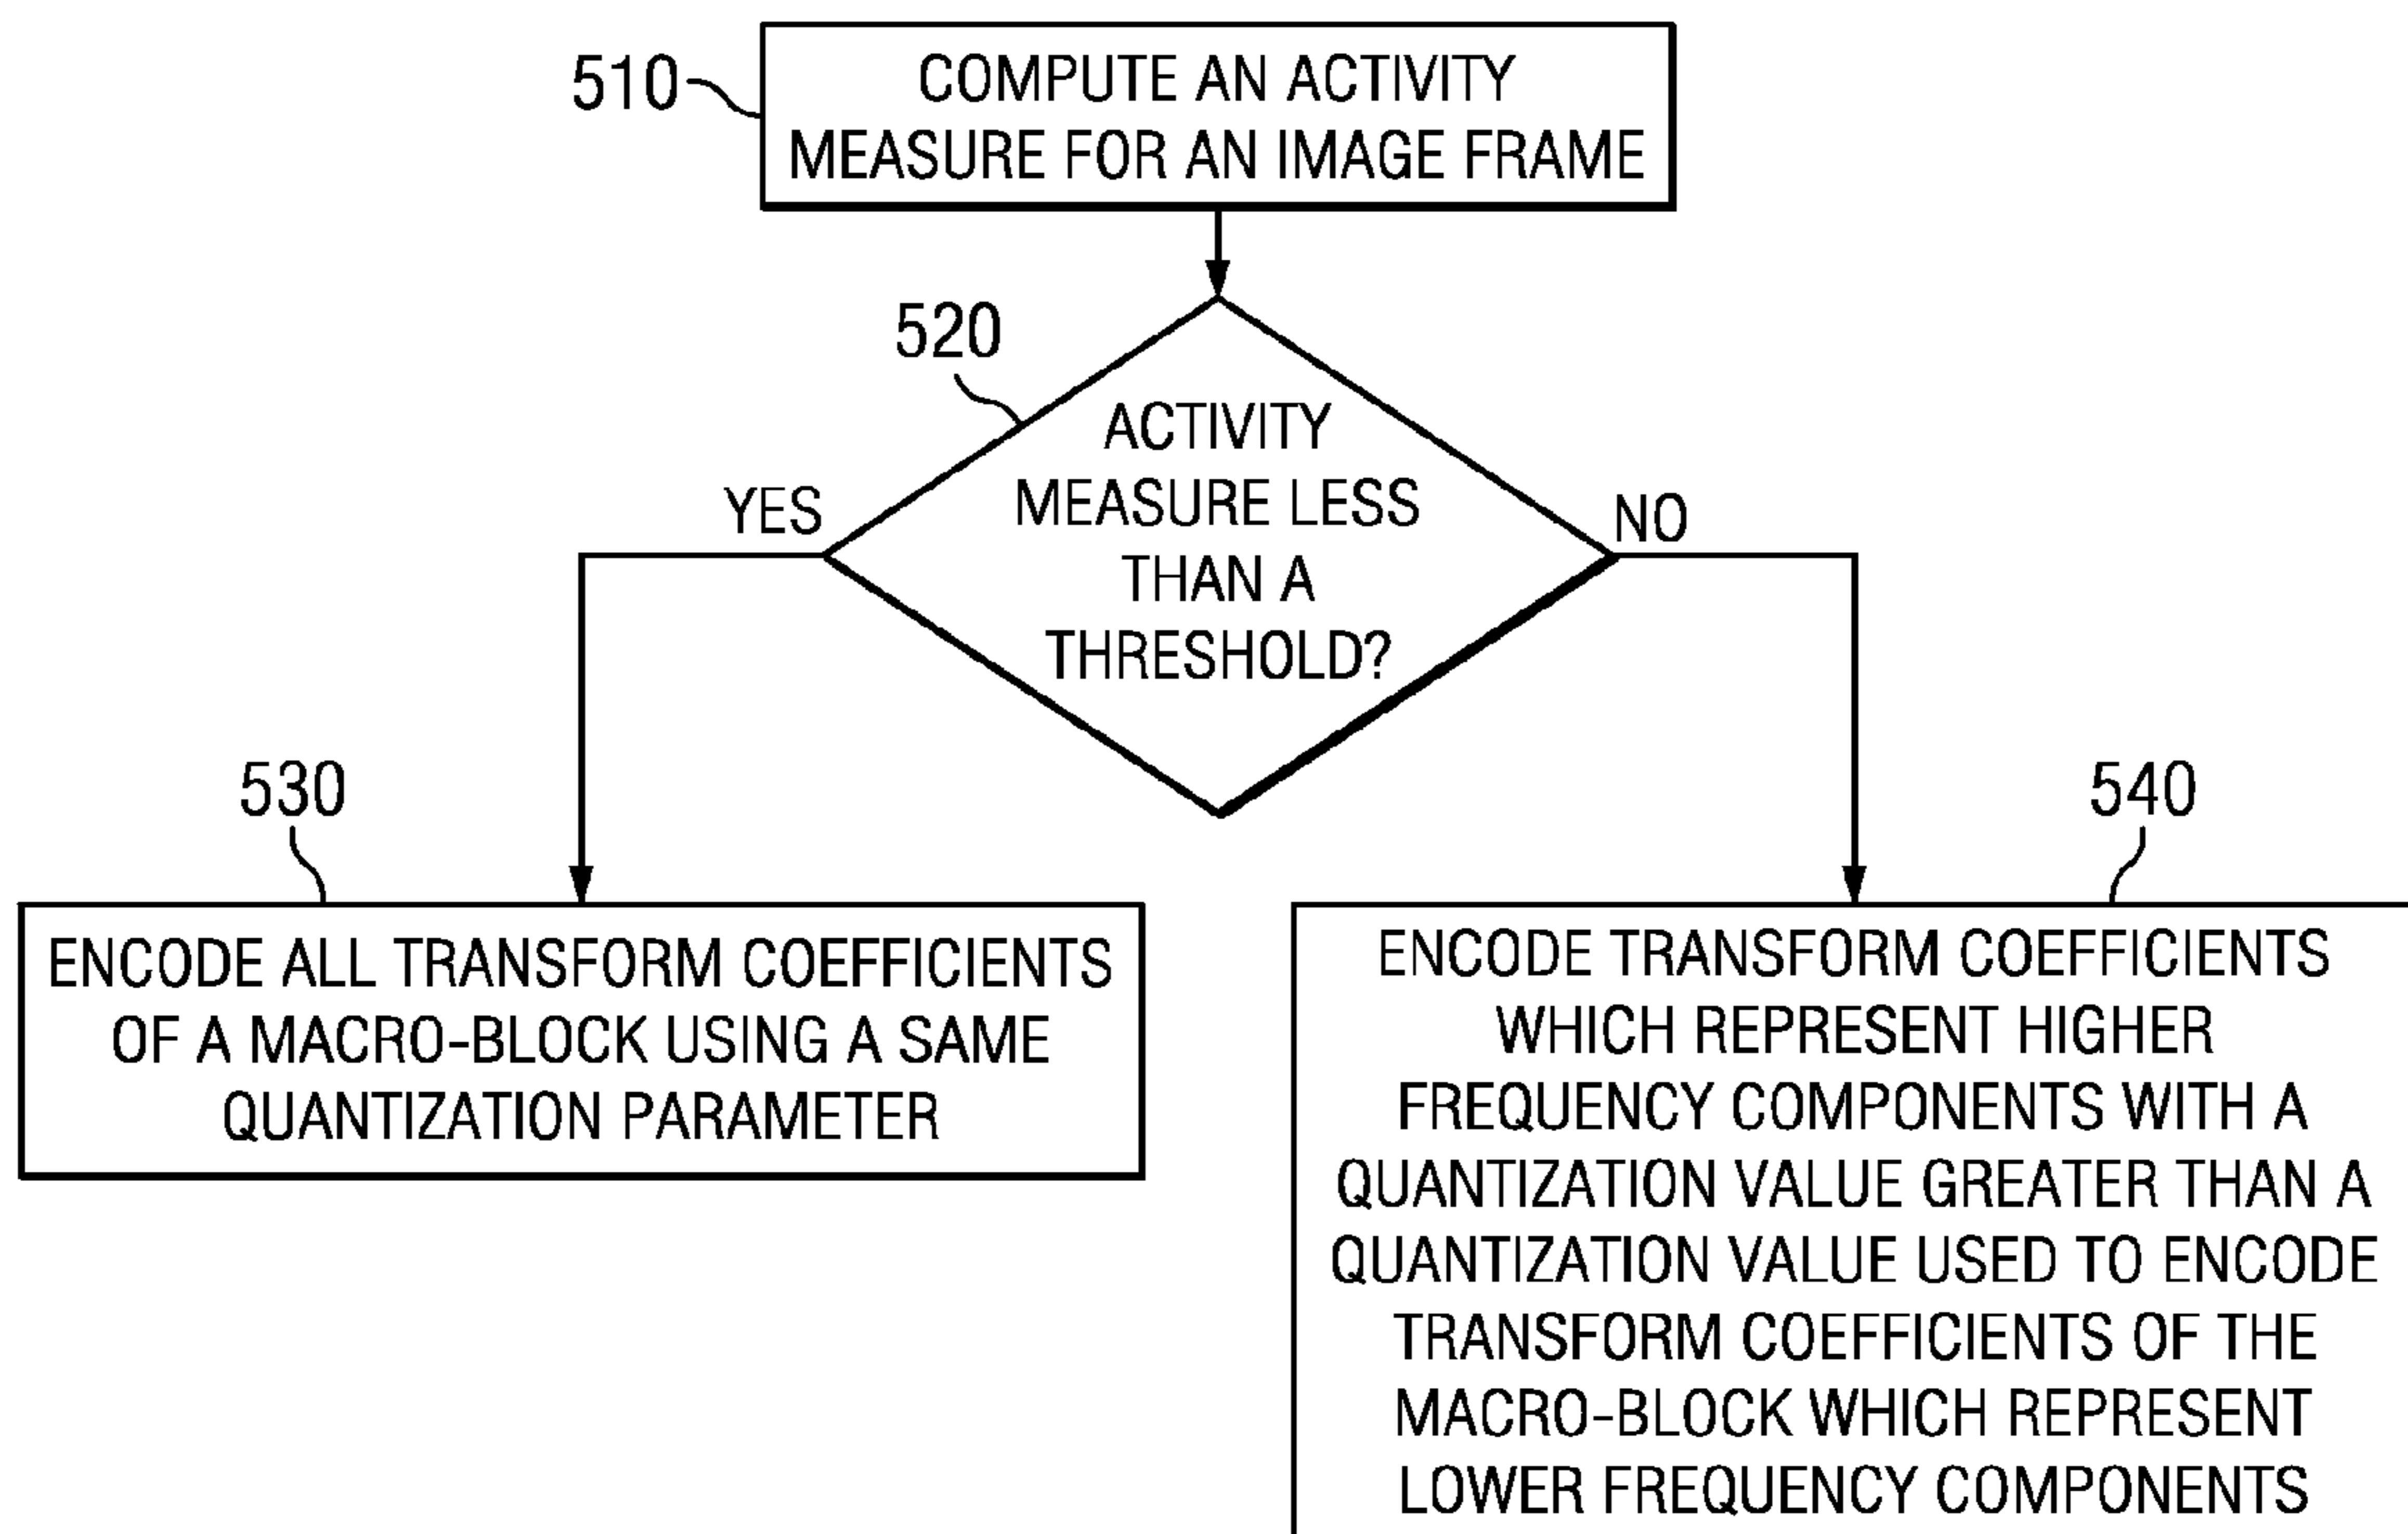 510
COMPUTE AN ACTIVITY
MEASURE FOR AN IMAGE FRAME
520
ACTIVITY
MEASURE LESS
THAN A
THRESHOLD?
YES
NO
530
ENCODE ALL TRANSFORM COEFFICIENTS
OF A MACRO-BLOCK USING A SAME
QUANTIZATION PARAMETER
540
ENCODE TRANSFORM COEFFICIENTS
WHICH REPRESENT HIGHER
FREQUENCY COMPONENTS WITH A
QUANTIZATION VALUE GREATER THAN A
QUANTIZATION VALUE USED TO ENCODE
TRANSFORM COEFFICIENTS OF THE
MACRO-BLOCK WHICH REPRESENT
LOWER FREQUENCY COMPONENTS